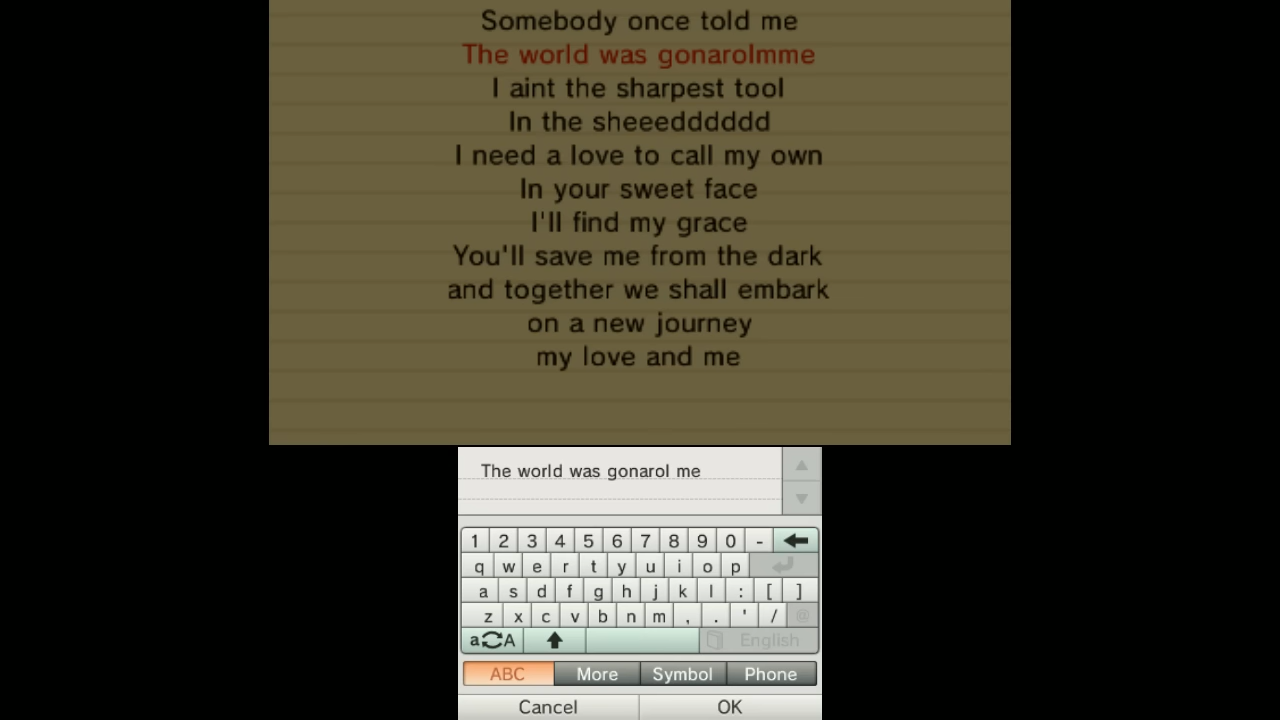 Somebody once told me
The world was gonarolmme
I aint the sharpest tool
In the sheeedddddd
I need a love to call my own
In your sweet face
I'll find my grace
You'll save me from the dark
and together we shall embark
on a new journey
my love and me
The world was gonarol me
1 2 3 4 5 6 7 8 9 0 -
q w e r t y u i o p
a s d f g h j k l : [ ]
z x c v b n m , . ' / @
a A English
ABC More Symbol Phone
Cancel OK